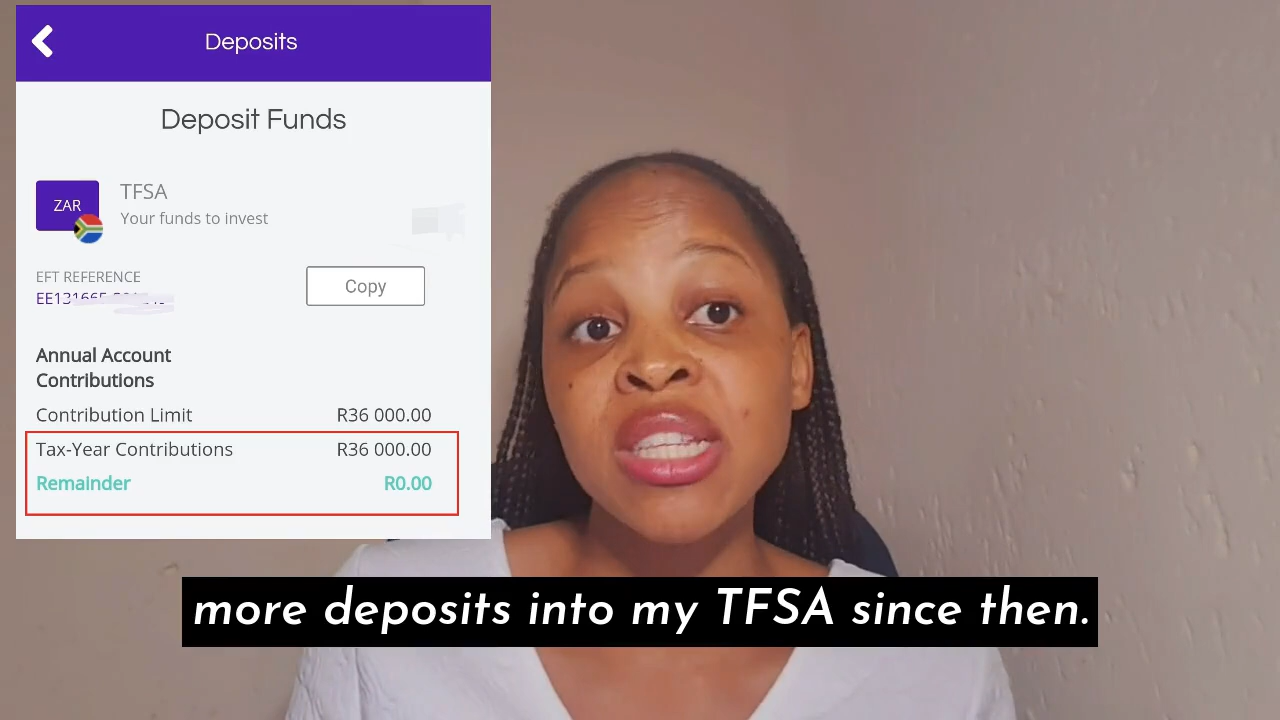 Deposits
Deposit Funds
ZAR
TFSA
Your funds to invest
EFT REFERENCE
Copy
Annual Account
Contributions
Contribution Limit R36 000.00
Tax-Year Contributions R36 000.00
Remainder R0.00
more deposits into my TFSA since then.